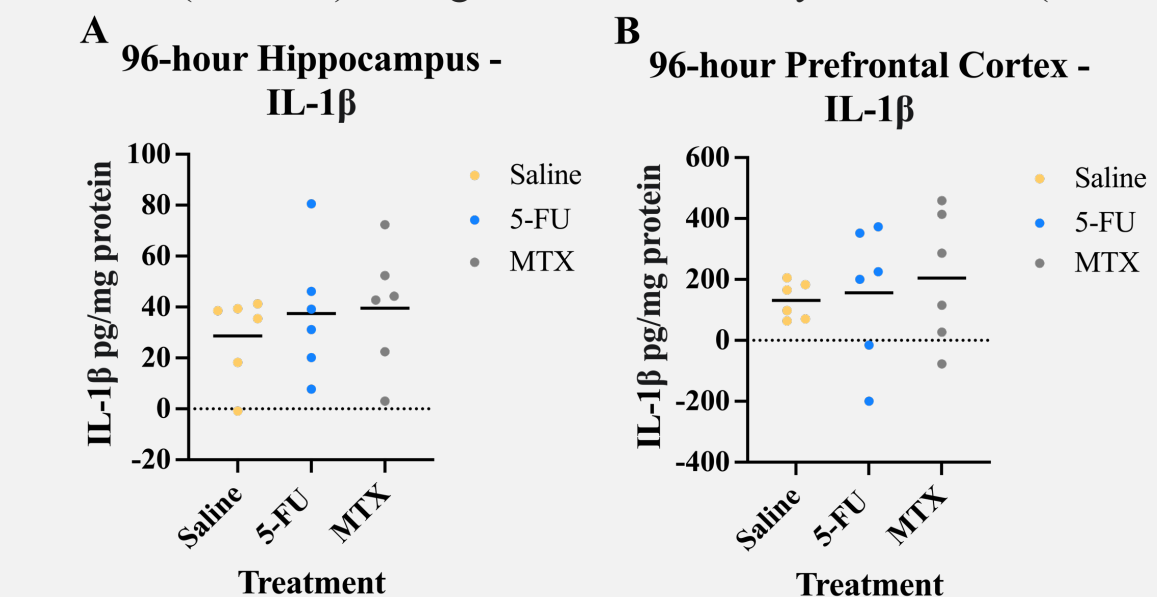 A
96-hour Hippocampus -
IL-1β
IL-1β pg/mg protein
100
80
60
40
20
0
-20
Saline
5-FU
MTX
Treatment
Saline
5-FU
MTX
B
96-hour Prefrontal Cortex -
IL-1β
IL-1β pg/mg protein
600
400
200
0
-200
-400
Saline
5-FU
MTX
Treatment
Saline
5-FU
MTX